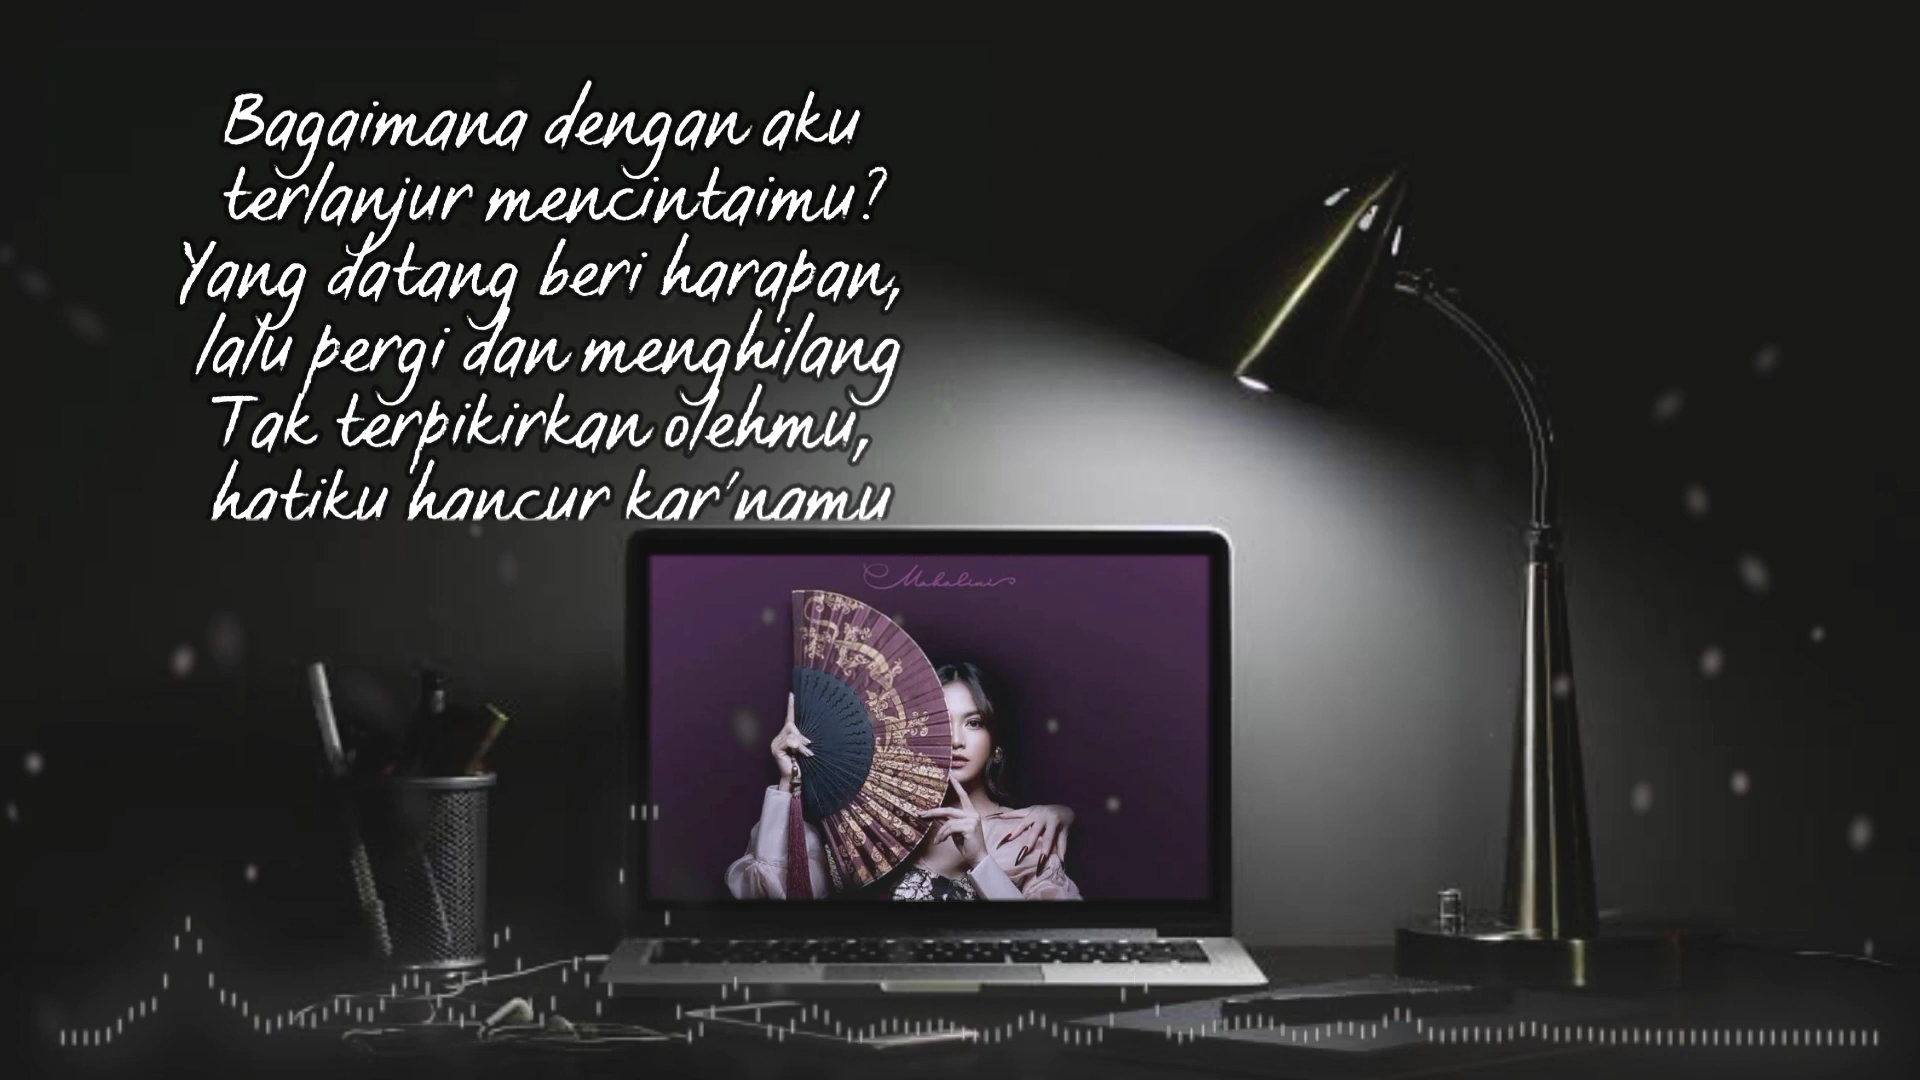 Bagaimana dengan aku
terlanjur mencintaimu?
Yang datang beri harapan,
lalu pergi dan menghilang
Tak terpikirkan olehmu,
hatiku hancur kar'namu
Mahalini